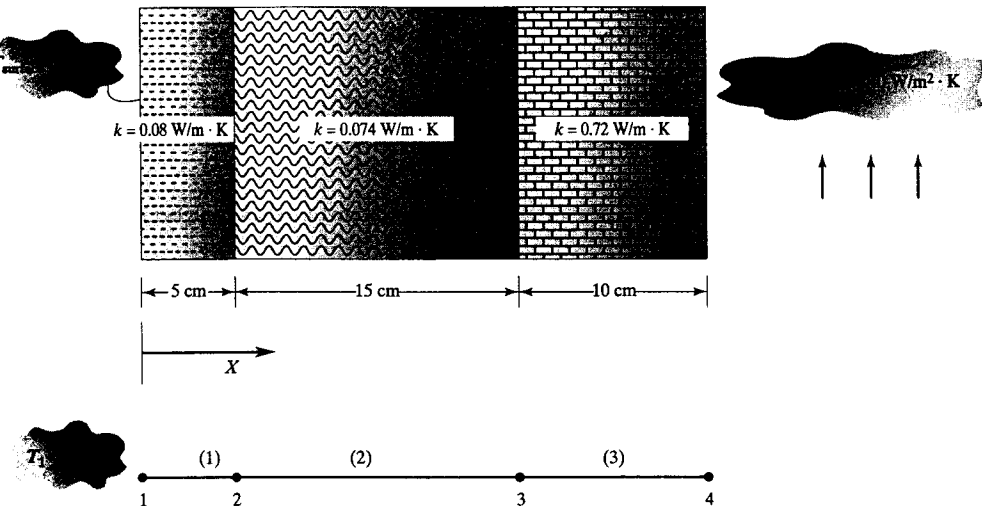 W/m² · K
k = 0.08 W/m · K
k = 0.074 W/m · K
k = 0.72 W/m · K
5 cm
15 cm
10 cm
X
T₁
(1)
(2)
(3)
1
2
3
4